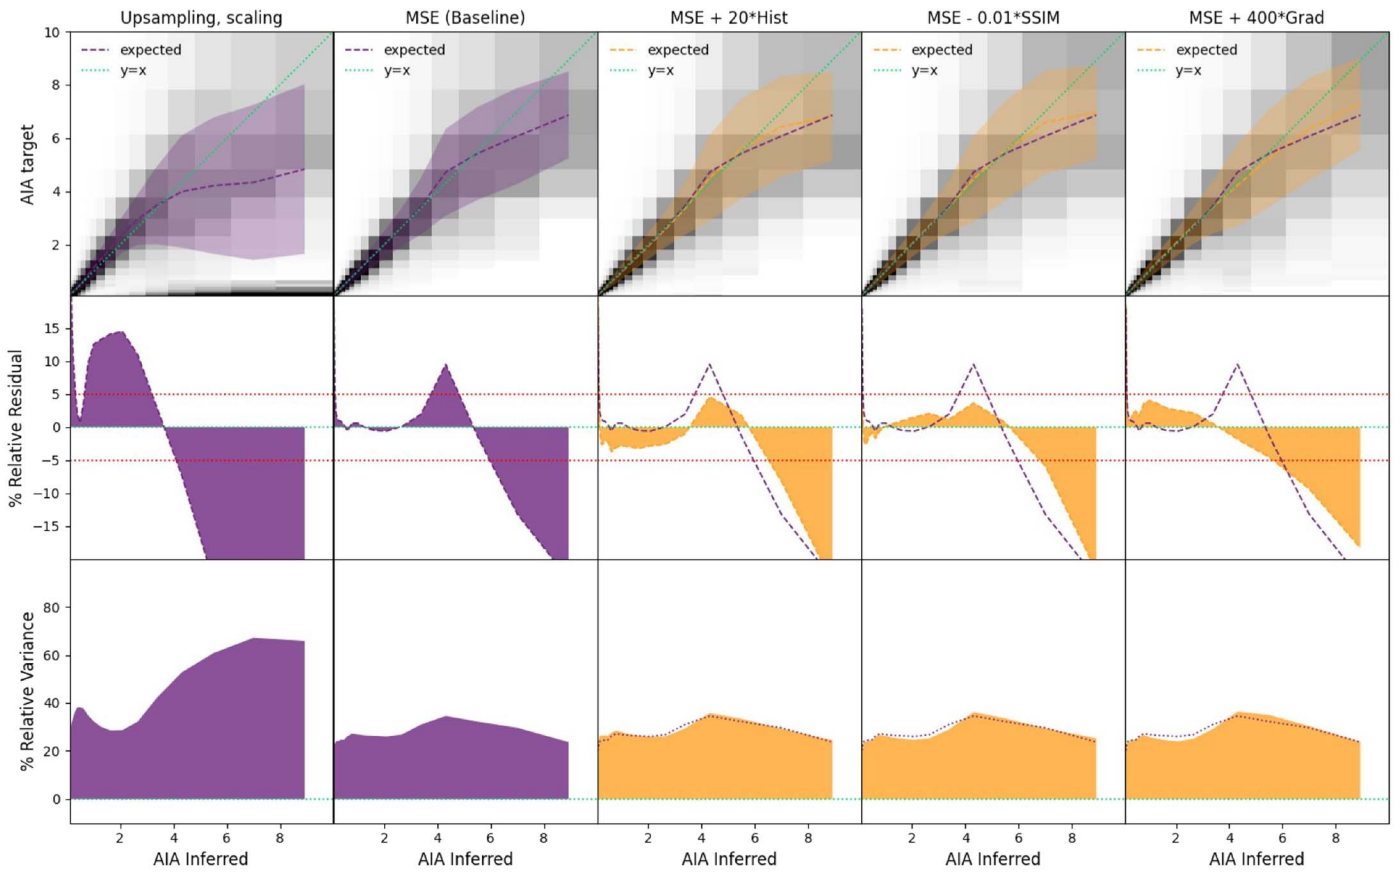 Upsampling, scaling
MSE (Baseline)
MSE + 20*Hist
MSE - 0.01*SSIM
MSE + 400*Grad
AIA target
10
8
6
4
2
expected
y=x
expected
y=x
expected
y=x
expected
y=x
expected
y=x
% Relative Residual
15
10
5
0
−5
−10
−15
% Relative Variance
80
60
40
20
0
2 4 6 8
2 4 6 8
2 4 6 8
2 4 6 8
2 4 6 8
AIA Inferred
AIA Inferred
AIA Inferred
AIA Inferred
AIA Inferred